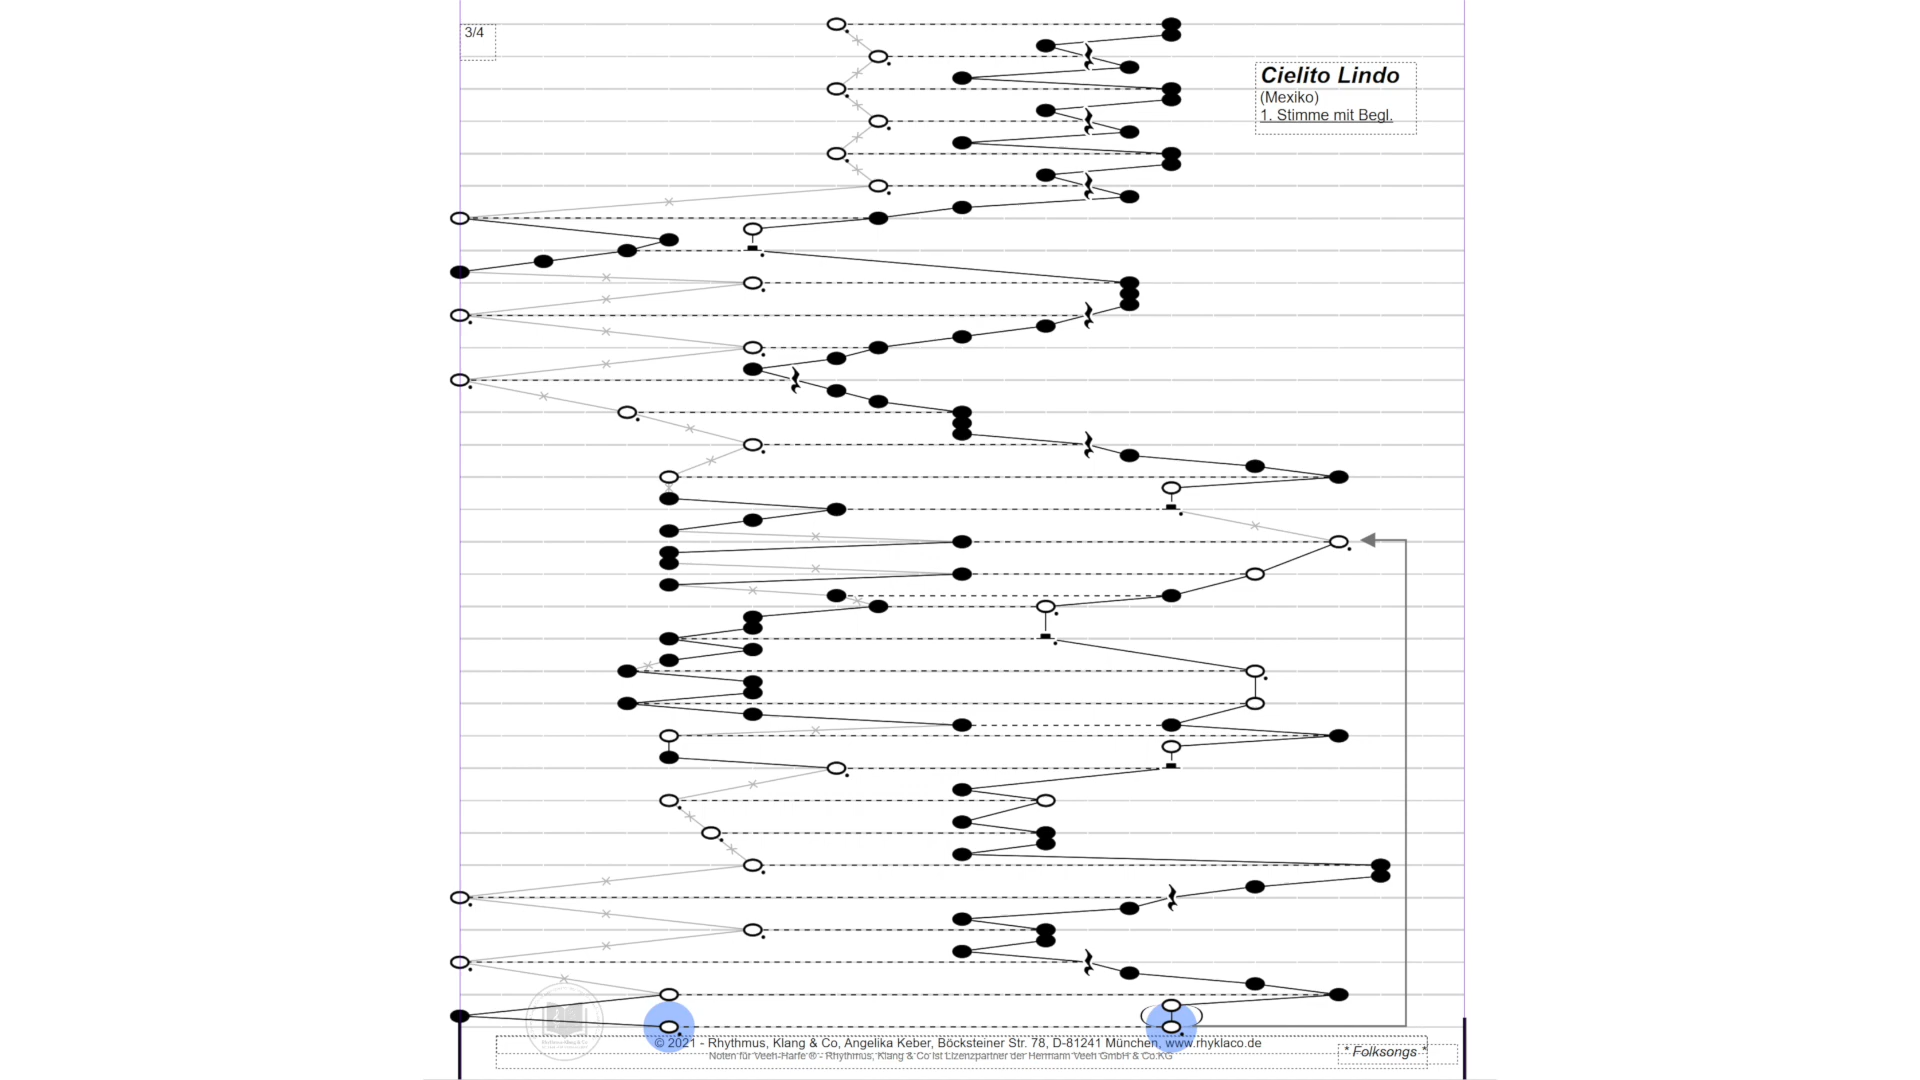 3/4
Cielito Lindo
(Mexiko)
1. Stimme mit Begl.
© 2021 - Rhythmus, Klang & Co, Angelika Keber, Böcksteiner Str. 78, D-81241 München, www.rhyklaco.de
Noten für Veeh-Harfe ® - Rhythmus, Klang & Co ist Lizenzpartner der Hermann Veeh GmbH & Co.KG
* Folksongs *